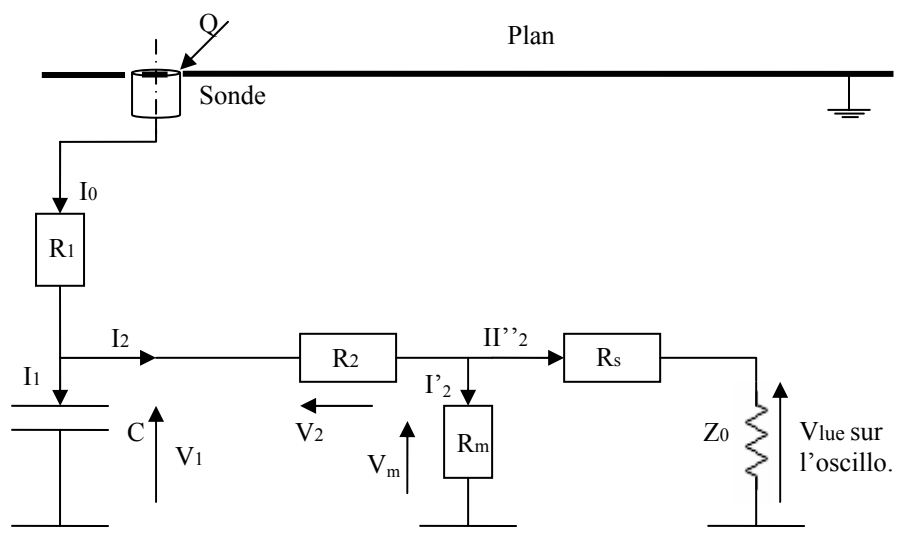 Q
Plan
Sonde
I0
R1
I2
R2
II’’2
Rs
I1
I’2
C
V1
V2
Vm
Rm
Z0
Vlue sur
l’oscillo.